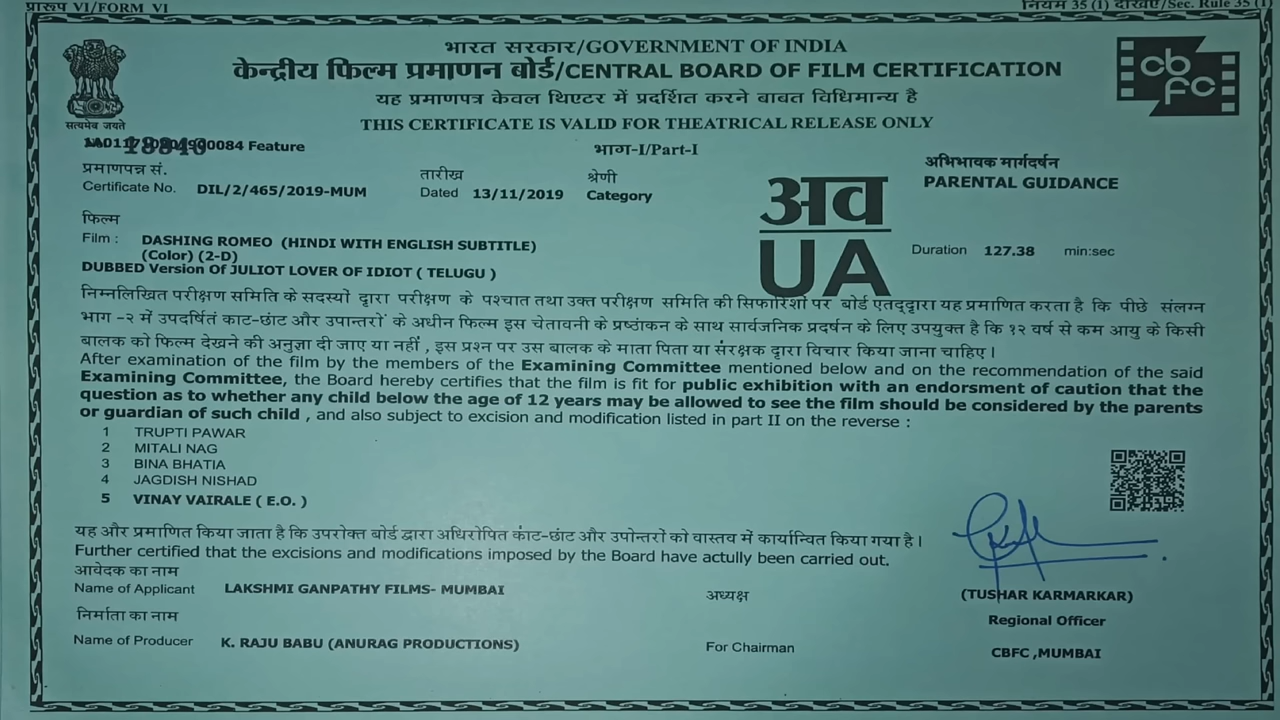 प्रारूप VI/FORM VI
नियम 35 (1) देखिए/Sec. Rule 35 (1)
भारत सरकार/GOVERNMENT OF INDIA
केन्द्रीय फिल्म प्रमाणन बोर्ड/CENTRAL BOARD OF FILM CERTIFICATION
cbfc
यह प्रमाणपत्र केवल थिएटर में प्रदर्शित करने बाबत विधिमान्य है
सत्यमेव जयते
THIS CERTIFICATE IS VALID FOR THEATRICAL RELEASE ONLY
Feature
भाग-I/Part-I
प्रमाणपत्र सं.
Certificate No. DIL/2/465/2019-MUM
तारीख
Dated 13/11/2019
श्रेणी
Category
अव
UA
अभिभावक मार्गदर्शन
PARENTAL GUIDANCE
फिल्म
Film : DASHING ROMEO (HINDI WITH ENGLISH SUBTITLE)
(Color) (2-D)
Duration 127.38 min:sec
DUBBED Version Of JULIOT LOVER OF IDIOT ( TELUGU )
निम्नलिखित परीक्षण समिति के सदस्यों द्वारा परीक्षण के पश्चात तथा उक्त परीक्षण समिति की सिफारिशों पर बोर्ड एतद्द्वारा यह प्रमाणित करता है कि पीछे संलग्न
भाग -२ में उपदर्षित काट-छांट और उपान्तरों के अधीन फिल्म इस चेतावनी के प्रष्ठांकन के साथ सार्वजनिक प्रदर्शन के लिए उपयुक्त है कि १२ वर्ष से कम आयु के किसी
बालक को फिल्म देखने की अनुज्ञा दी जाए या नहीं , इस प्रश्न पर उस बालक के माता पिता या संरक्षक द्वारा विचार किया जाना चाहिए।
After examination of the film by the members of the Examining Committee mentioned below and on the recommendation of the said
Examining Committee, the Board hereby certifies that the film is fit for public exhibition with an endorsment of caution that the
question as to whether any child below the age of 12 years may be allowed to see the film should be considered by the parents
or guardian of such child , and also subject to excision and modification listed in part II on the reverse :
1 TRUPTI PAWAR
2 MITALI NAG
3 BINA BHATIA
4 JAGDISH NISHAD
5 VINAY VAIRALE ( E.O. )
यह और प्रमाणित किया जाता है कि उपरोक्त बोर्ड द्वारा अधिरोपित काट-छांट और उपोन्तरों को वास्तव में कार्यान्वित किया गया है।
Further certified that the excisions and modifications imposed by the Board have actully been carried out.
आवेदक का नाम
Name of Applicant LAKSHMI GANPATHY FILMS- MUMBAI
अध्यक्ष
(TUSHAR KARMARKAR)
निर्माता का नाम
Regional Officer
Name of Producer K. RAJU BABU (ANURAG PRODUCTIONS)
For Chairman
CBFC ,MUMBAI